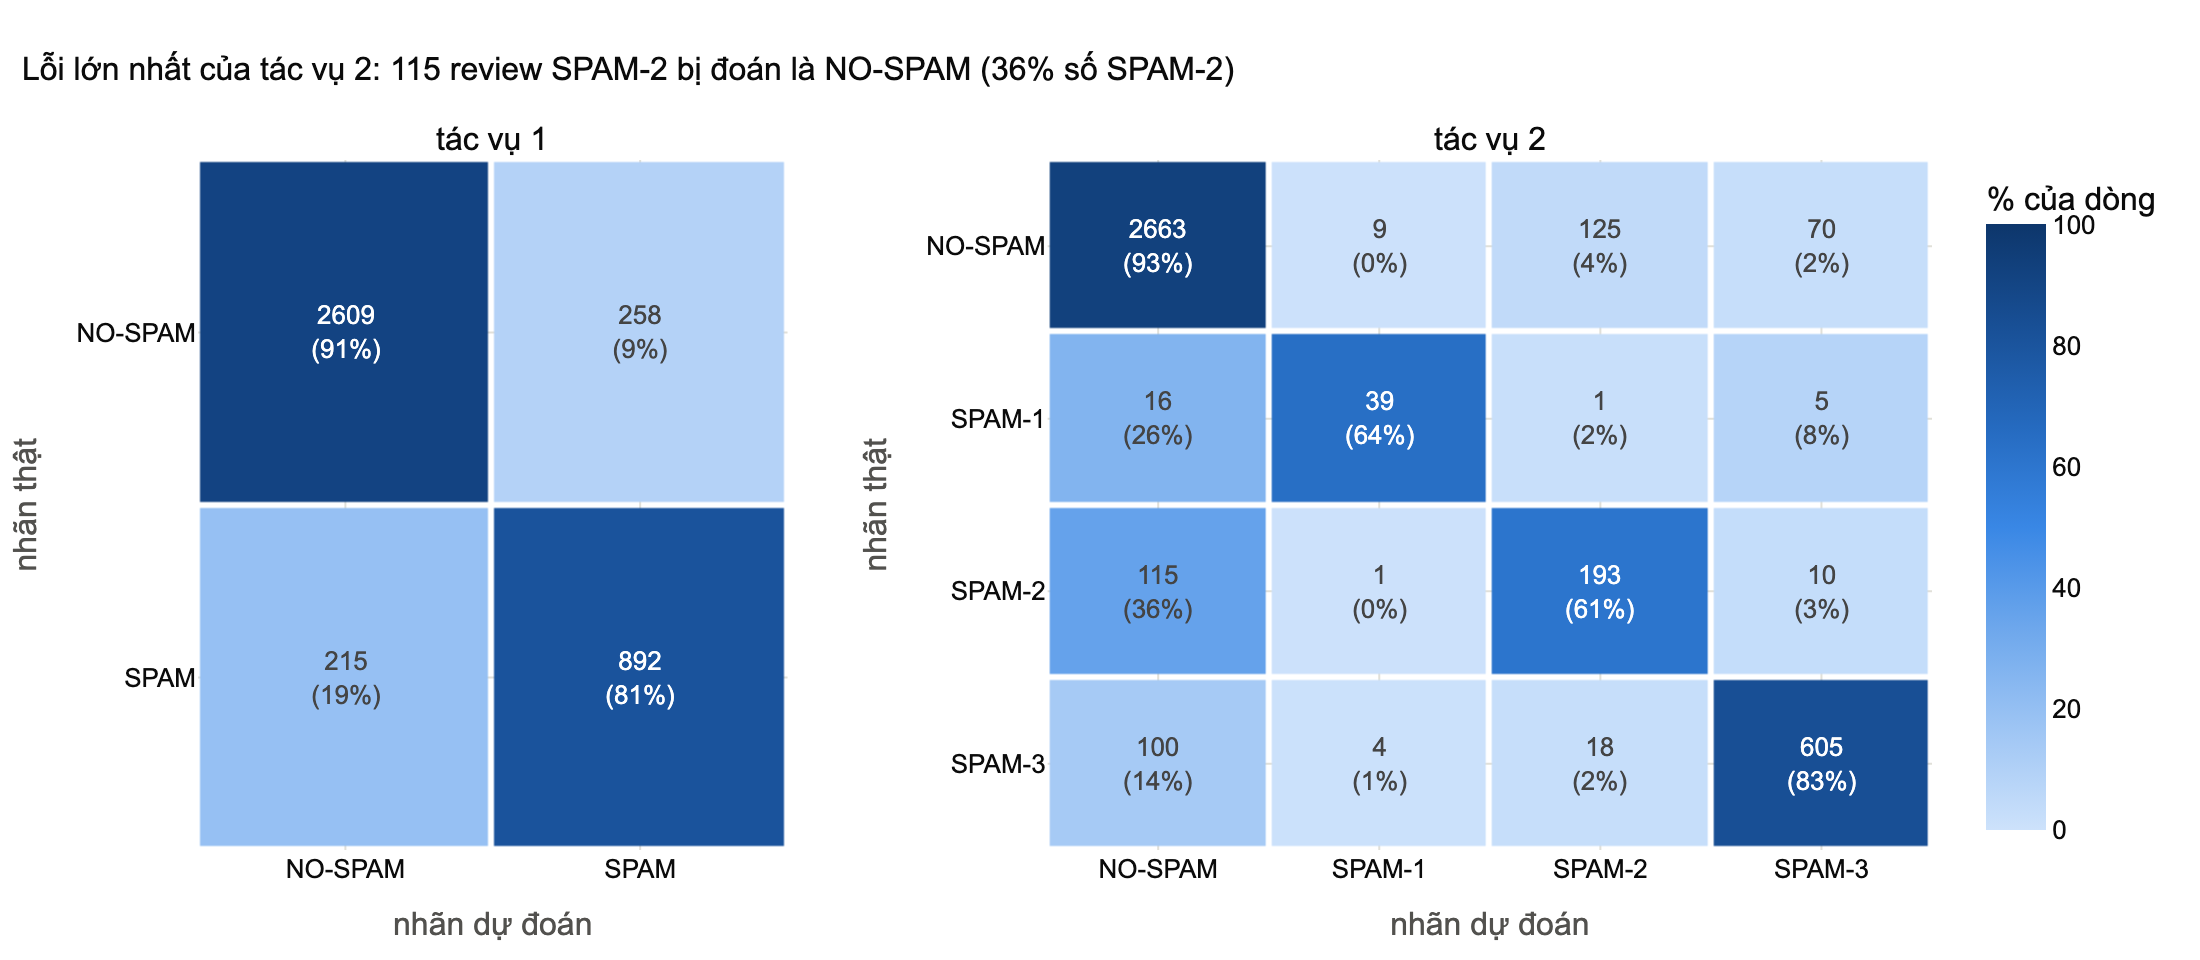 Lỗi lớn nhất của tác vụ 2: 115 review SPAM-2 bị đoán là NO-SPAM (36% số SPAM-2)
tác vụ 1
nhãn thật
NO-SPAM
2609
(91%)
258
(9%)
SPAM
215
(19%)
892
(81%)
NO-SPAM
SPAM
nhãn dự đoán
tác vụ 2
nhãn thật
NO-SPAM
2663
(93%)
9
(0%)
125
(4%)
70
(2%)
SPAM-1
16
(26%)
39
(64%)
1
(2%)
5
(8%)
SPAM-2
115
(36%)
1
(0%)
193
(61%)
10
(3%)
SPAM-3
100
(14%)
4
(1%)
18
(2%)
605
(83%)
NO-SPAM
SPAM-1
SPAM-2
SPAM-3
nhãn dự đoán
% của dòng
100
80
60
40
20
0